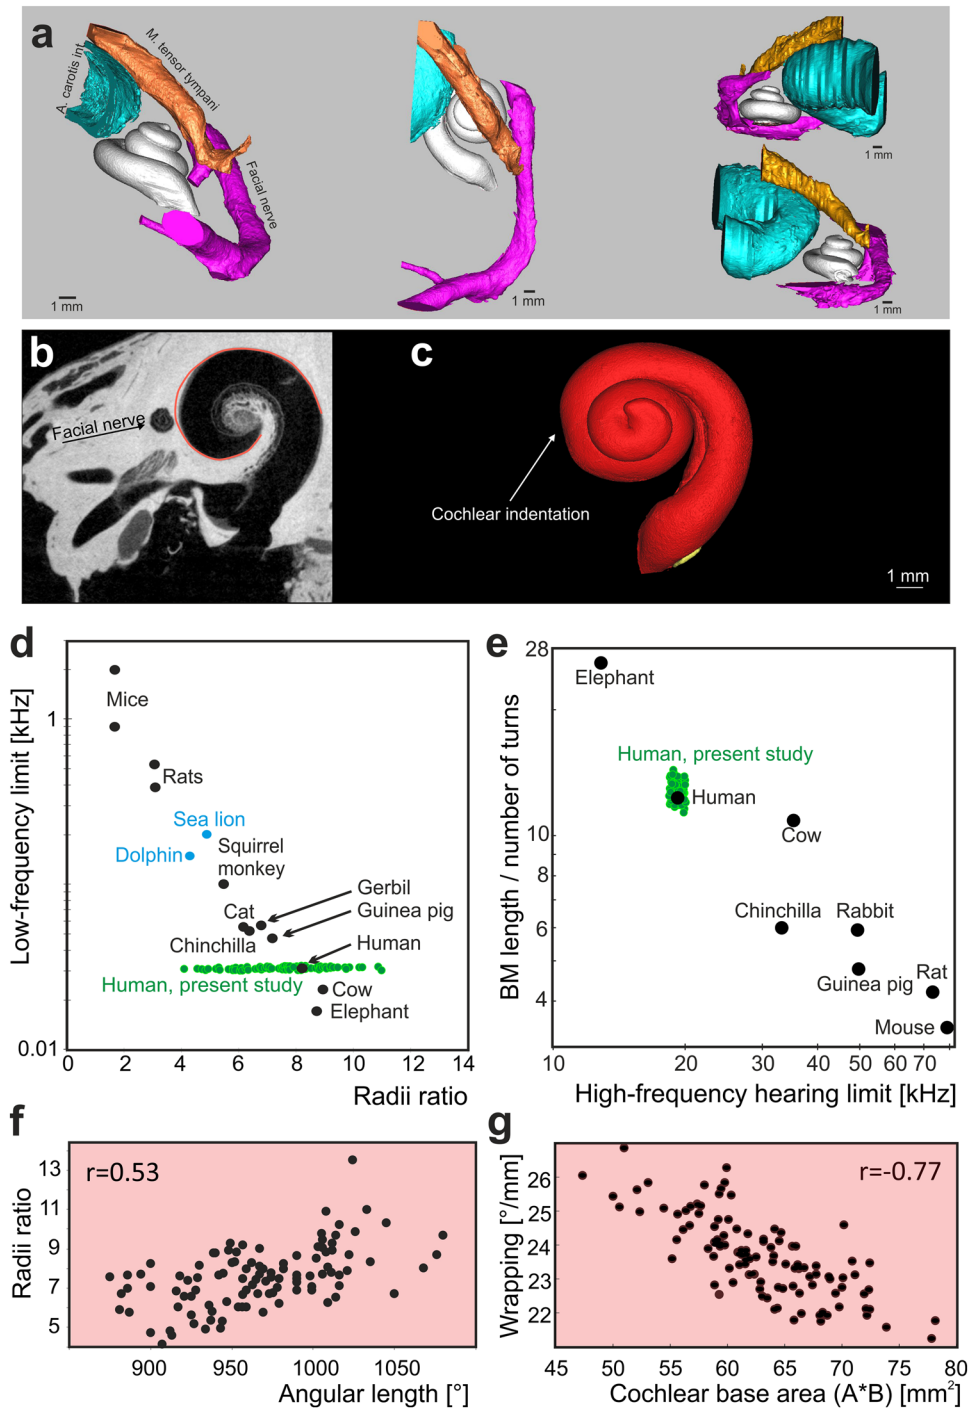 a
A. carotis int
M. tensor tympani
Facial nerve
1 mm
1 mm
1 mm
1 mm
b
Facial nerve
c
Cochlear indentation
1 mm
d
Low-frequency limit [kHz]
1
0.01
Mice
Rats
Sea lion
Dolphin
Squirrel
monkey
Gerbil
Cat
Guinea pig
Chinchilla
Human
Human, present study
Cow
Elephant
0 2 4 6 8 10 12 14
Radii ratio
e
BM length / number of turns
28
10
8
6
4
Elephant
Human, present study
Human
Cow
Chinchilla
Rabbit
Guinea pig
Rat
Mouse
10 20 30 40 50 60 70
High-frequency hearing limit [kHz]
f
Radii ratio
13
11
9
7
5
r=0.53
900 950 1000 1050
Angular length [°]
g
Wrapping [°/mm]
26
25
24
23
22
r=-0.77
45 50 55 60 65 70 75 80
Cochlear base area (A*B) [mm²]